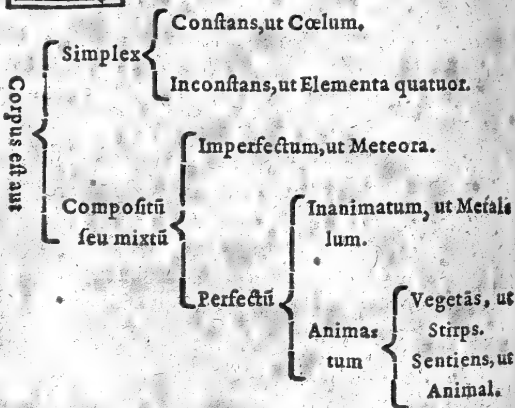 Corpus eſt aut
Simplex
Conſtans, ut Cœlum.
Inconſtans, ut Elementa quatuor.
Compoſitū
ſeu mixtū
Imperfectum, ut Meteora.
Perfectū
Inanimatum, ut Metal⸗
lum.
Anima⸗
tum
Vegetās, ut
Stirps.
Sentiens, ut
Animal.